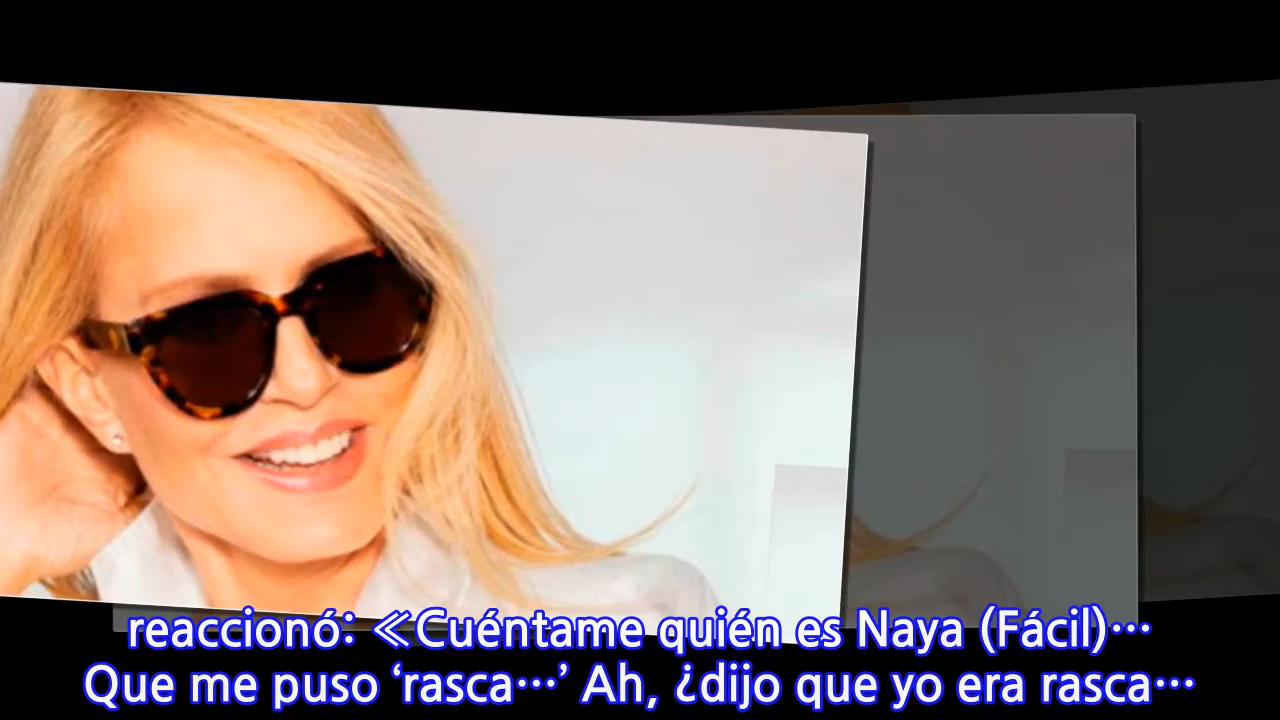 reaccionó: ≪Cuéntame quién es Naya (Fácil)···
Que me puso ‘rasca···’ Ah, ¿dijo que yo era rasca···